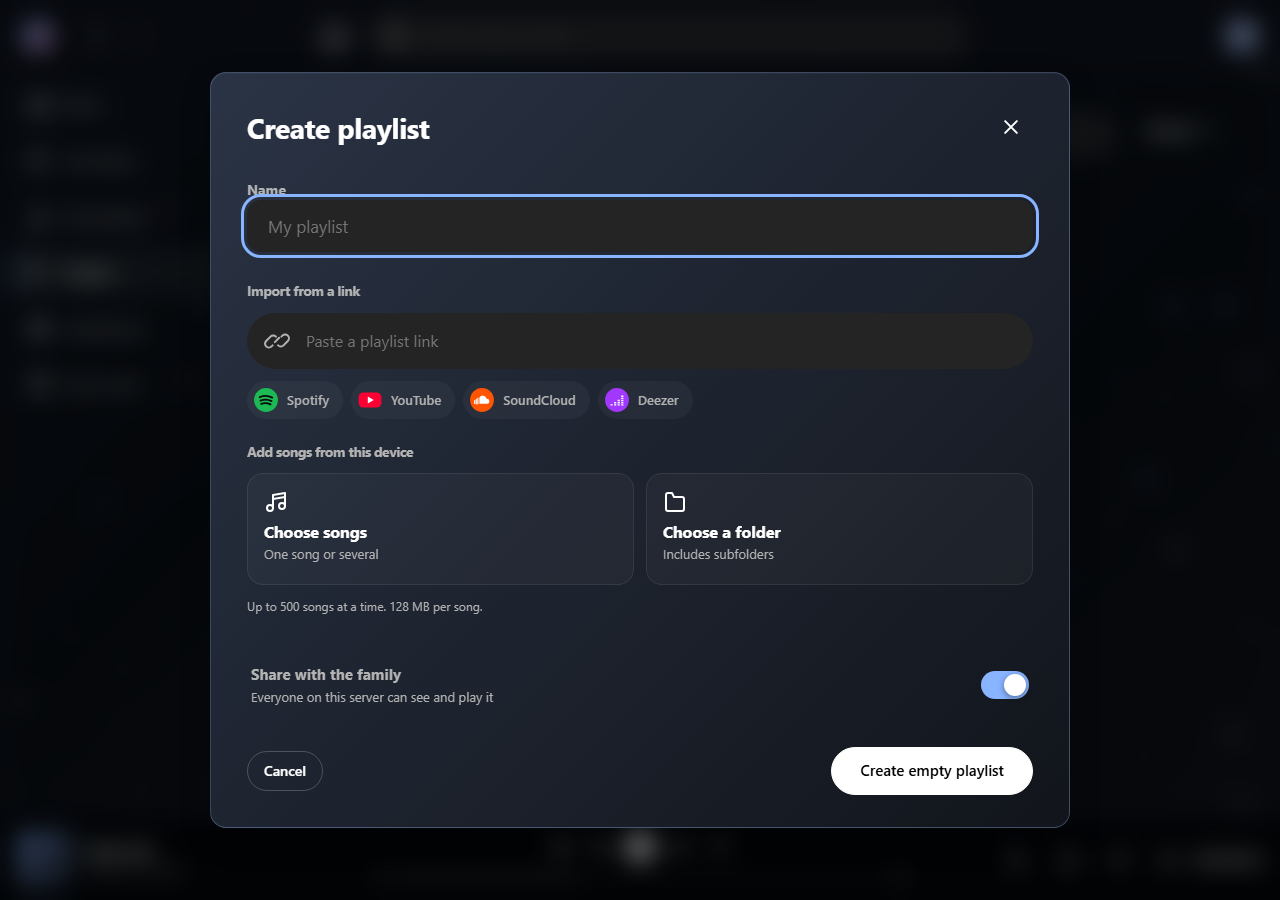 Create playlist
Name
My playlist
Import from a link
Paste a playlist link
Spotify
YouTube
SoundCloud
Deezer
Add songs from this device
Choose songs
One song or several
Choose a folder
Includes subfolders
Up to 500 songs at a time. 128 MB per song.
Share with the family
Everyone on this server can see and play it
Cancel
Create empty playlist